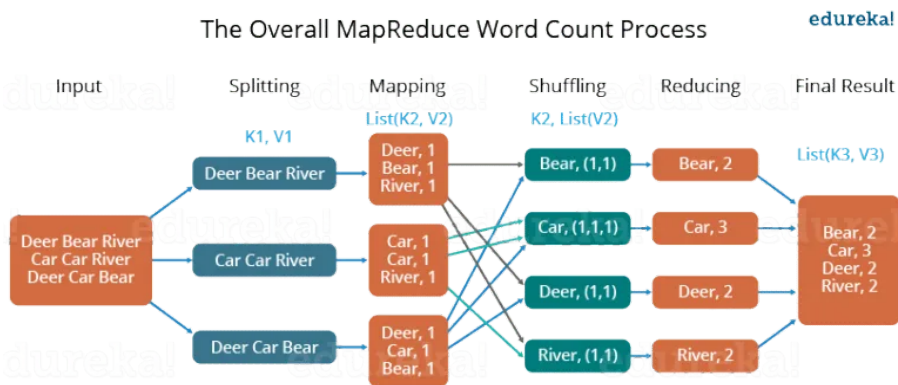 edureka!
The Overall MapReduce Word Count Process
Input
Splitting
Mapping
Shuffling
Reducing
Final Result
K1, V1
List(K2, V2)
K2, List(V2)
List(K3, V3)
Deer Bear River
Car Car River
Deer Car Bear
Deer Bear River
Car Car River
Deer Car Bear
Deer, 1
Bear, 1
River, 1
Car, 1
Car, 1
River, 1
Deer, 1
Car, 1
Bear, 1
Bear, (1,1)
Car, (1,1,1)
Deer, (1,1)
River, (1,1)
Bear, 2
Car, 3
Deer, 2
River, 2
Bear, 2
Car, 3
Deer, 2
River, 2